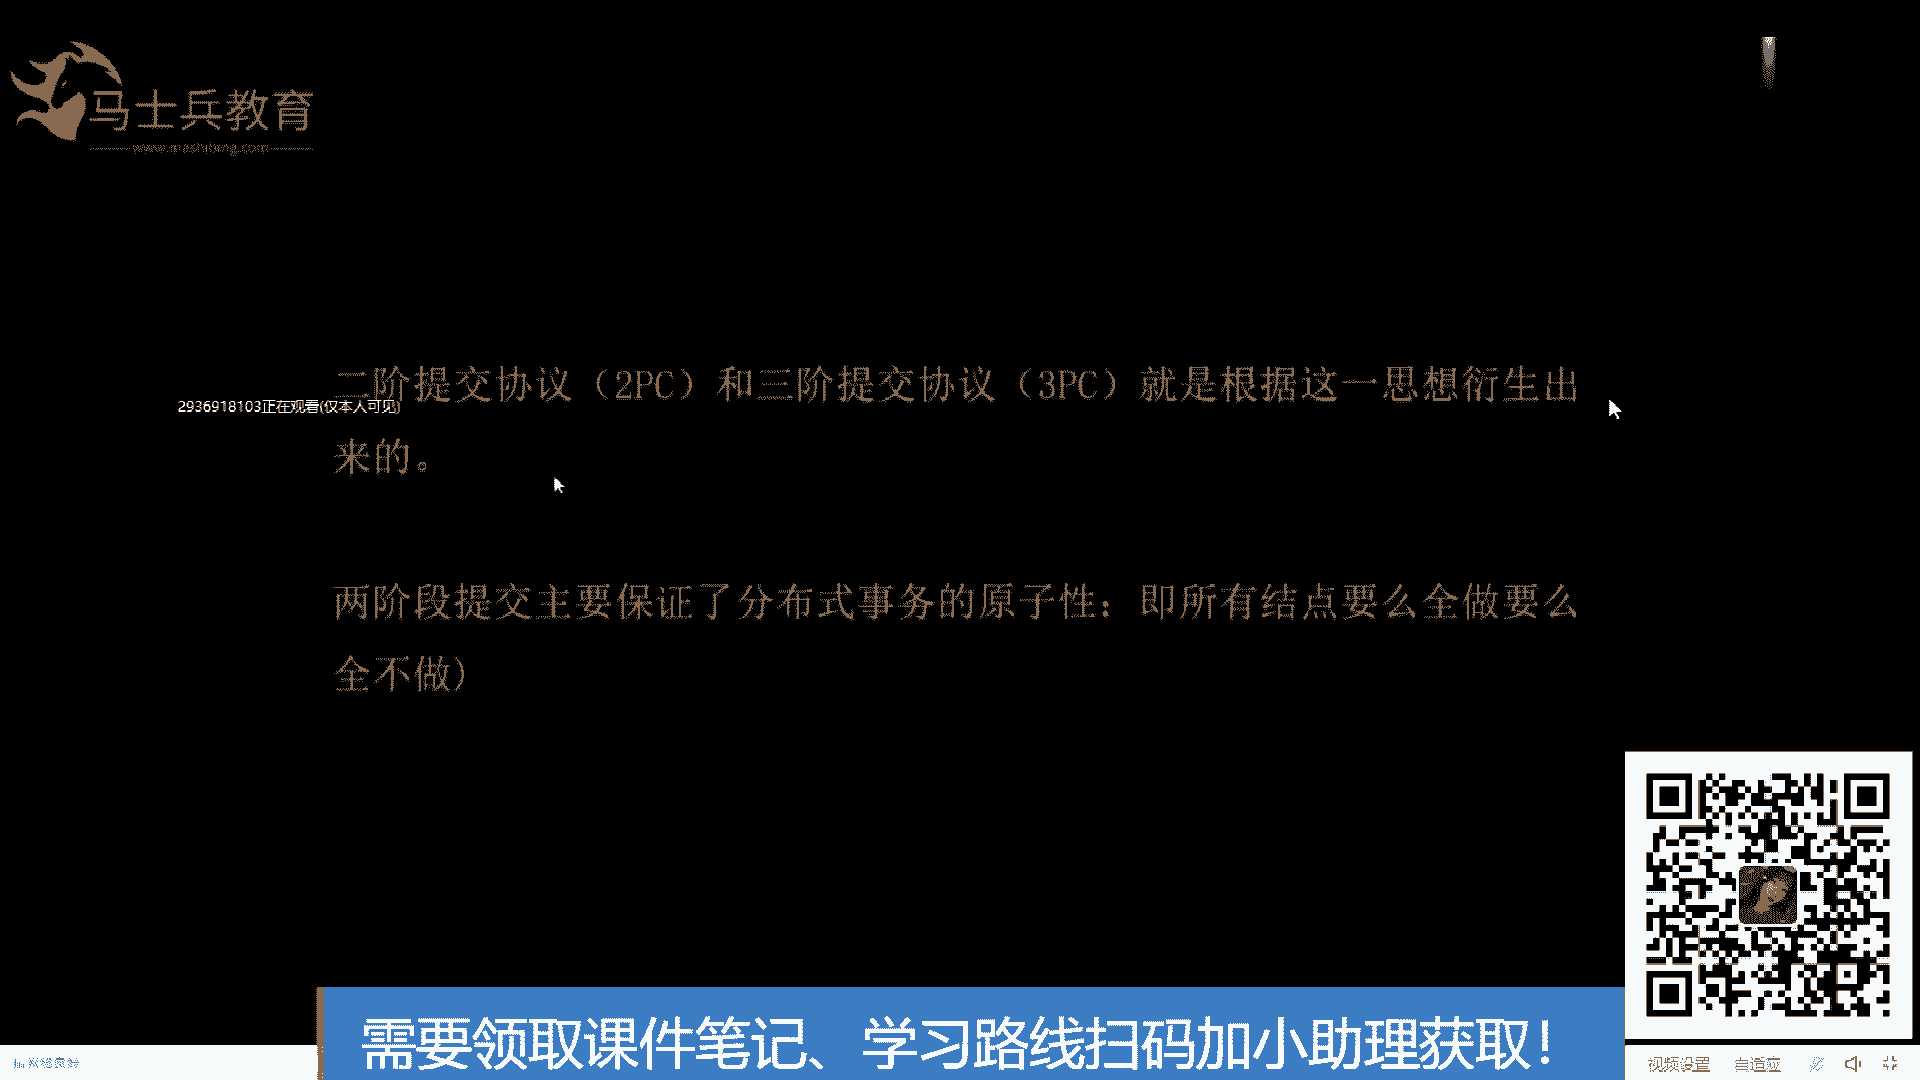 马士兵教育
www.mashibing.com
二阶提交协议（2PC）和三阶提交协议（3PC）就是根据这一思想衍生出
2936918103正在观看(仅本人可见)
来的。
两阶段提交主要保证了分布式事务的原子性：即所有结点要么全做要么
全不做)
需要领取课件笔记、学习路线扫码加小助理获取！
视频设置 自适应